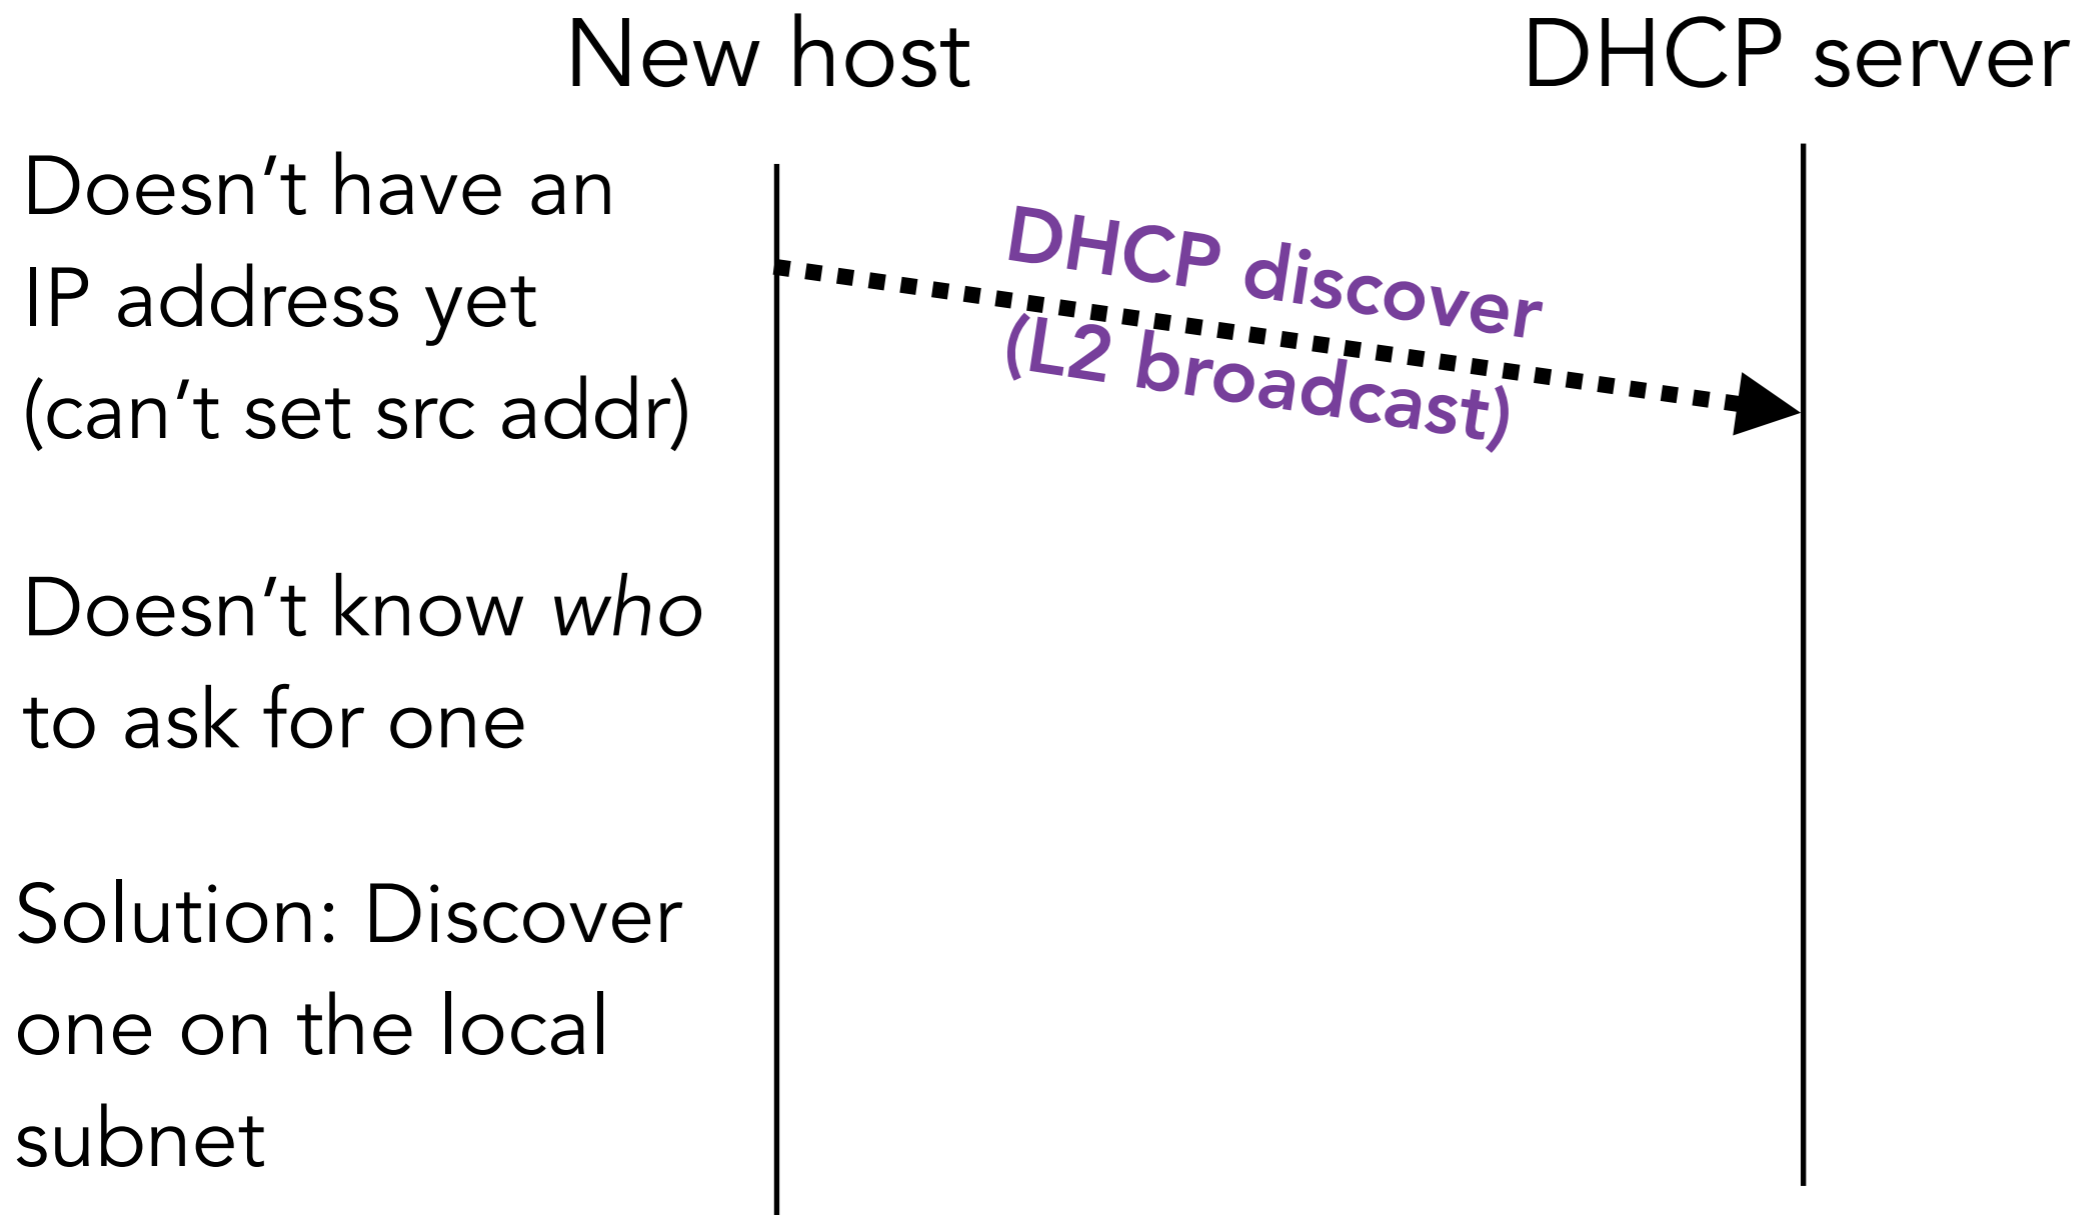 New host
DHCP server
Doesn’t have an
IP address yet
(can’t set src addr)
DHCP discover
(L2 broadcast)
Doesn’t know who
to ask for one
Solution: Discover
one on the local
subnet